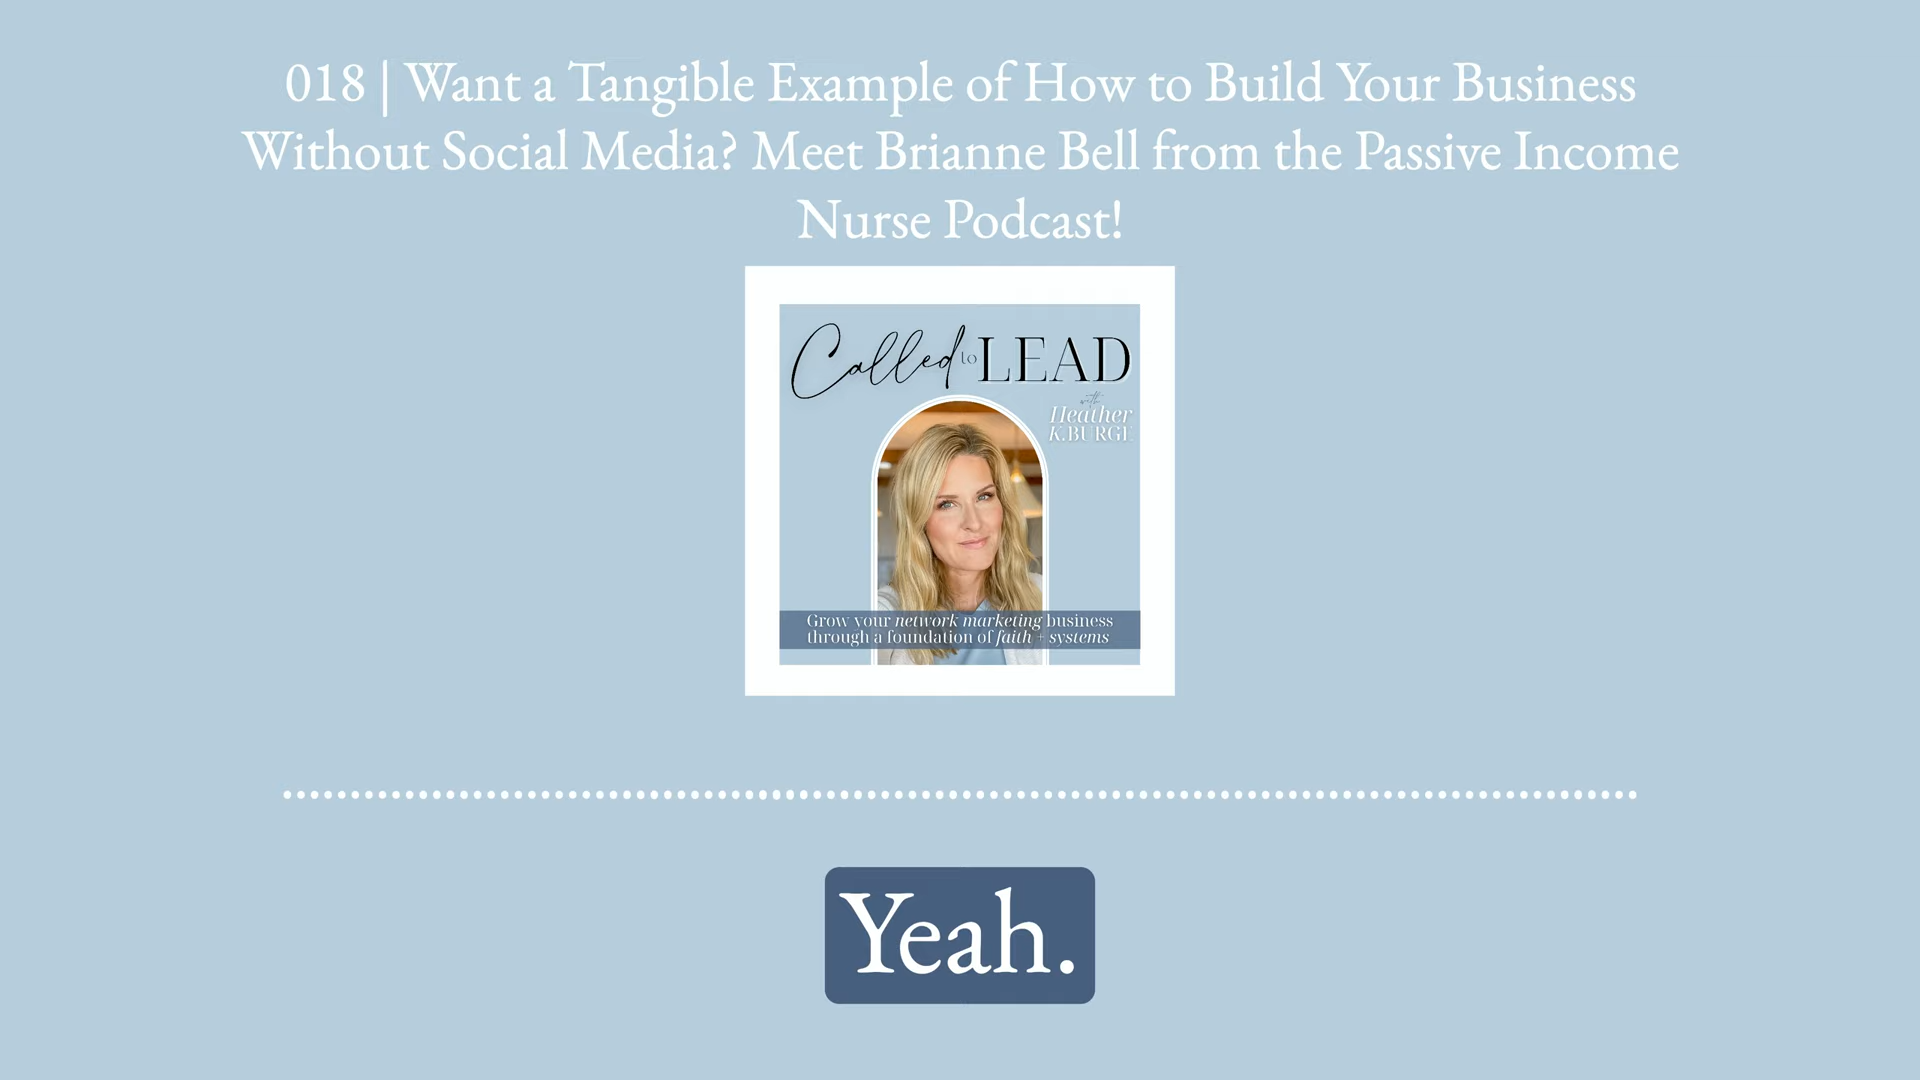 018 | Want a Tangible Example of How to Build Your Business
Without Social Media? Meet Brianne Bell from the Passive Income
Nurse Podcast!
Called to LEAD
with
Heather
K.BURGE
Grow your network marketing business
through a foundation of faith + systems
Yeah.